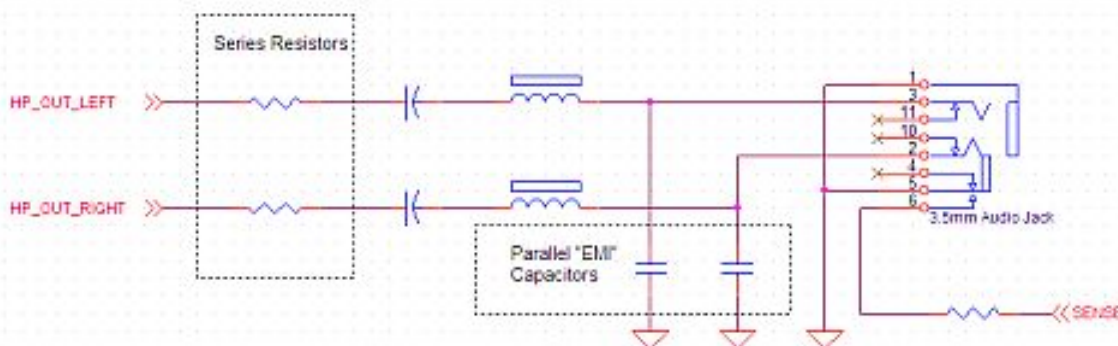 Series Resistors
HP_OUT_LEFT
HP_OUT_RIGHT
Parallel "EMI"
Capacitors
1
3
11
10
2
4
5
6
3.5mm Audio Jack
SENSE